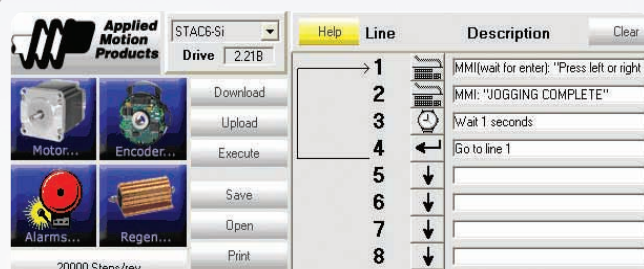 Applied
Motion
Products
STAC6-Si
Drive 2.21B
Motor...
Encoder...
Alarms...
Regen...
20000 Steps/rev
Download
Upload
Execute
Save
Open
Print
Help Line Description Clear
1 MMI(wait for enter): "Press left or right
2 MMI: "JOGGING COMPLETE"
3 Wait 1 seconds
4 Go to line 1
5
6
7
8